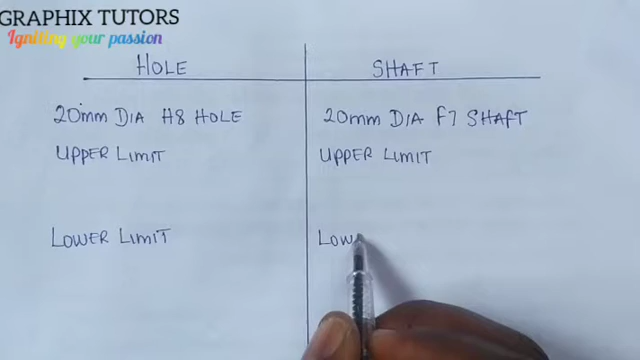 GRAPHIX TUTORS
Igniting your passion
HOLE
SHAFT
20mm DIA H8 HOLE
20mm DIA F7 SHAFT
UPPER LIMIT
UPPER LIMIT
LOWER LIMIT
LOW